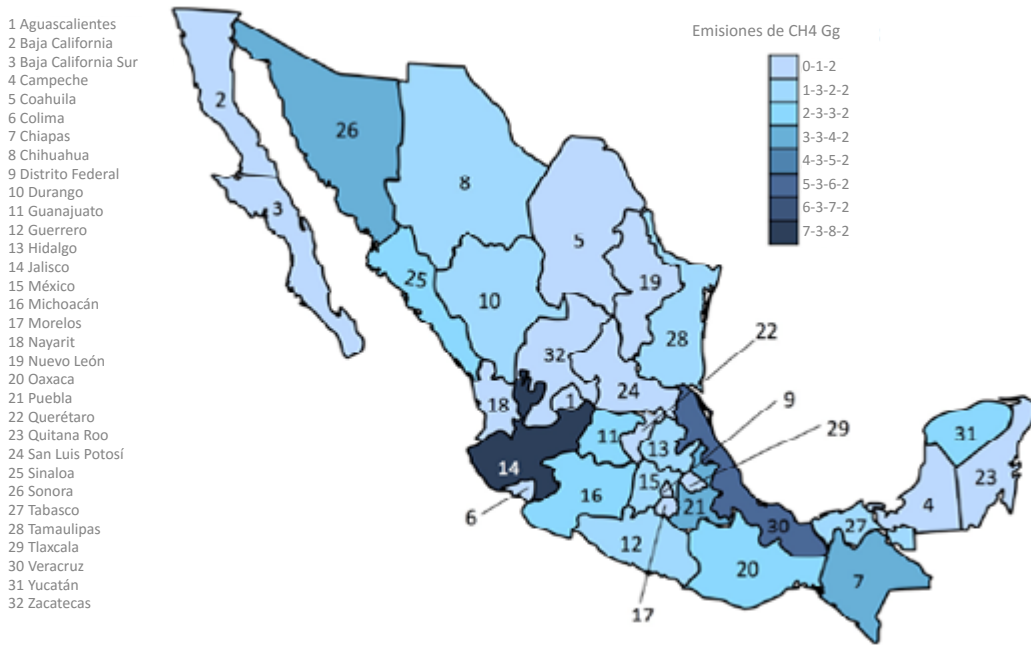 1 Aguascalientes
2 Baja California
3 Baja California Sur
4 Campeche
5 Coahuila
6 Colima
7 Chiapas
8 Chihuahua
9 Distrito Federal
10 Durango
11 Guanajuato
12 Guerrero
13 Hidalgo
14 Jalisco
15 México
16 Michoacán
17 Morelos
18 Nayarit
19 Nuevo León
20 Oaxaca
21 Puebla
22 Querétaro
23 Quitana Roo
24 San Luis Potosí
25 Sinaloa
26 Sonora
27 Tabasco
28 Tamaulipas
29 Tlaxcala
30 Veracruz
31 Yucatán
32 Zacatecas
Emisiones de CH4 Gg
0-1-2
1-3-2-2
2-3-3-2
3-3-4-2
4-3-5-2
5-3-6-2
6-3-7-2
7-3-8-2
2
26
8
3
5
25
19
10
28
22
32
24
18
1
9
11
29
13
31
14
15
23
16
21
4
6
30
27
12
20
7
17